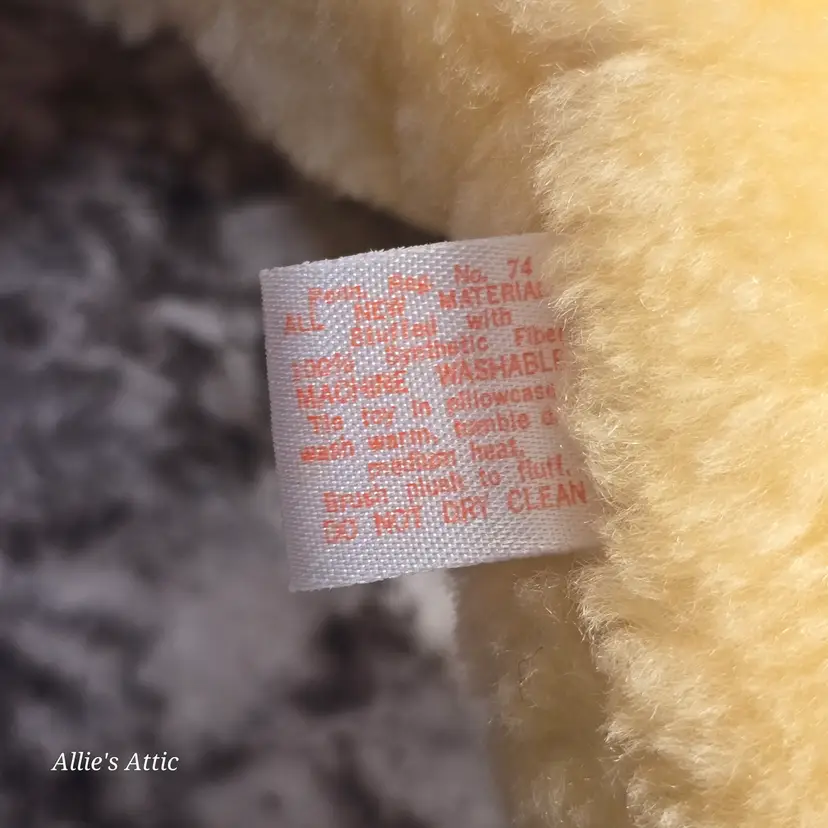 Penn. Reg. No. 74
ALL NEW MATERIAL
Stuffed with
100% Synthetic Fiber
MACHINE WASHABLE
Tie toy in pillowcase
wash warm, tumble d
medium heat.
Brush plush to fluff.
DO NOT DRY CLEAN
Allie's Attic